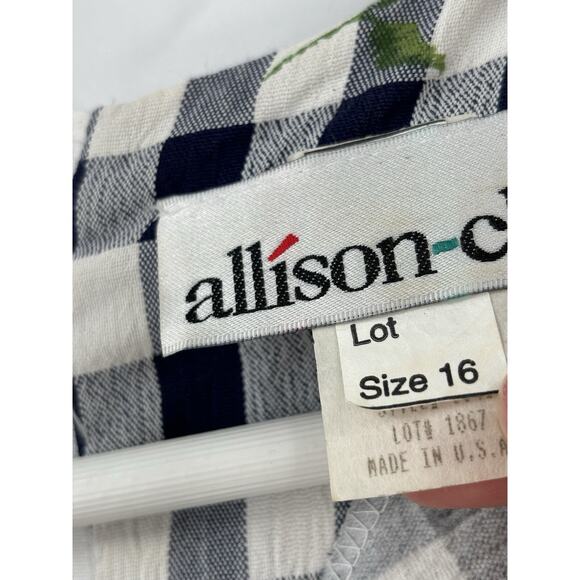 allison-c
Lot
Size 16
LOT# 1867
MADE IN U.S.A